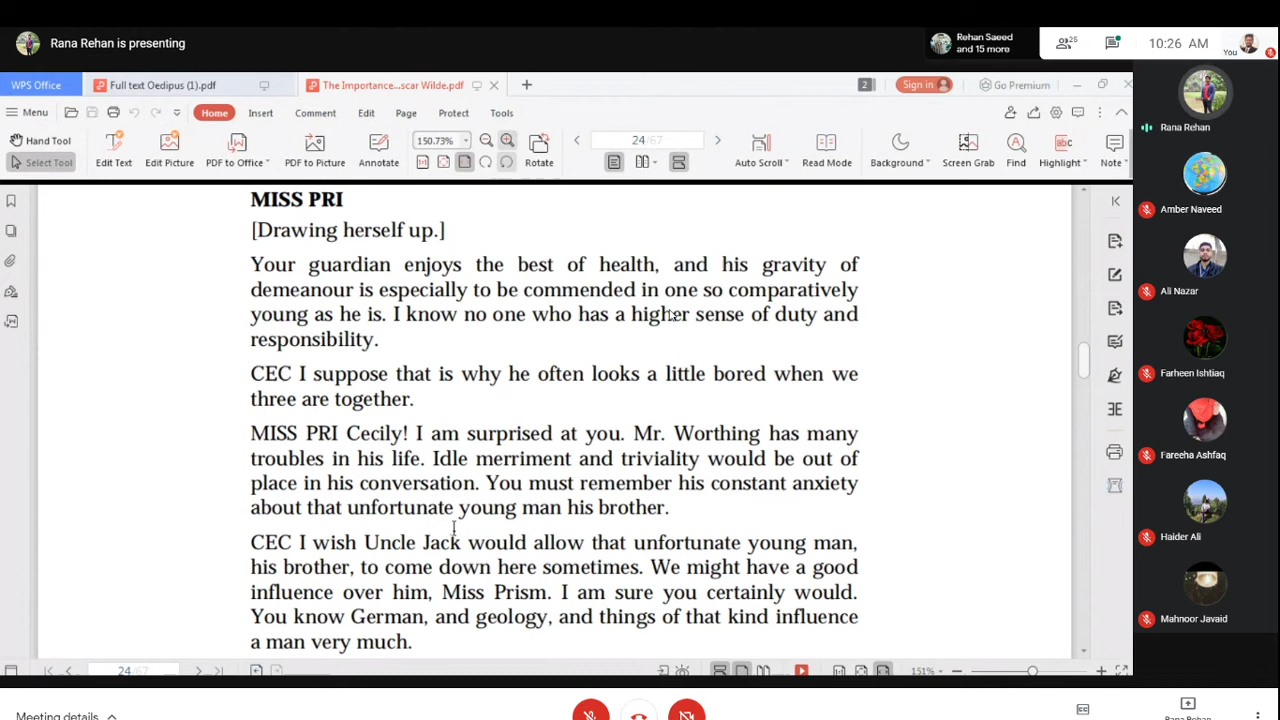 Rana Rehan is presenting
Rehan Saeed
and 15 more
25
10:26 AM
You
WPS Office
Full text Oedipus (1).pdf
The Importance...scar Wilde.pdf
2
Sign in
Go Premium
Menu
Home
Insert
Comment
Edit
Page
Protect
Tools
Hand Tool
Select Tool
Edit Text
Edit Picture
PDF to Office
PDF to Picture
Annotate
150.73%
Rotate
24/67
Auto Scroll
Read Mode
Background
Screen Grab
Find
Highlight
Note
MISS PRI
[Drawing herself up.]
Your guardian enjoys the best of health, and his gravity of
demeanour is especially to be commended in one so comparatively
young as he is. I know no one who has a higher sense of duty and
responsibility.
CEC I suppose that is why he often looks a little bored when we
three are together.
MISS PRI Cecily! I am surprised at you. Mr. Worthing has many
troubles in his life. Idle merriment and triviality would be out of
place in his conversation. You must remember his constant anxiety
about that unfortunate young man his brother.
CEC I wish Uncle Jack would allow that unfortunate young man,
his brother, to come down here sometimes. We might have a good
influence over him, Miss Prism. I am sure you certainly would.
You know German, and geology, and things of that kind influence
a man very much.
24/67
151%
Rana Rehan
Amber Naveed
Ali Nazar
Farheen Ishtiaq
Fareeha Ashfaq
Haider Ali
Mahnoor Javaid
Meeting details
Rana Rehan